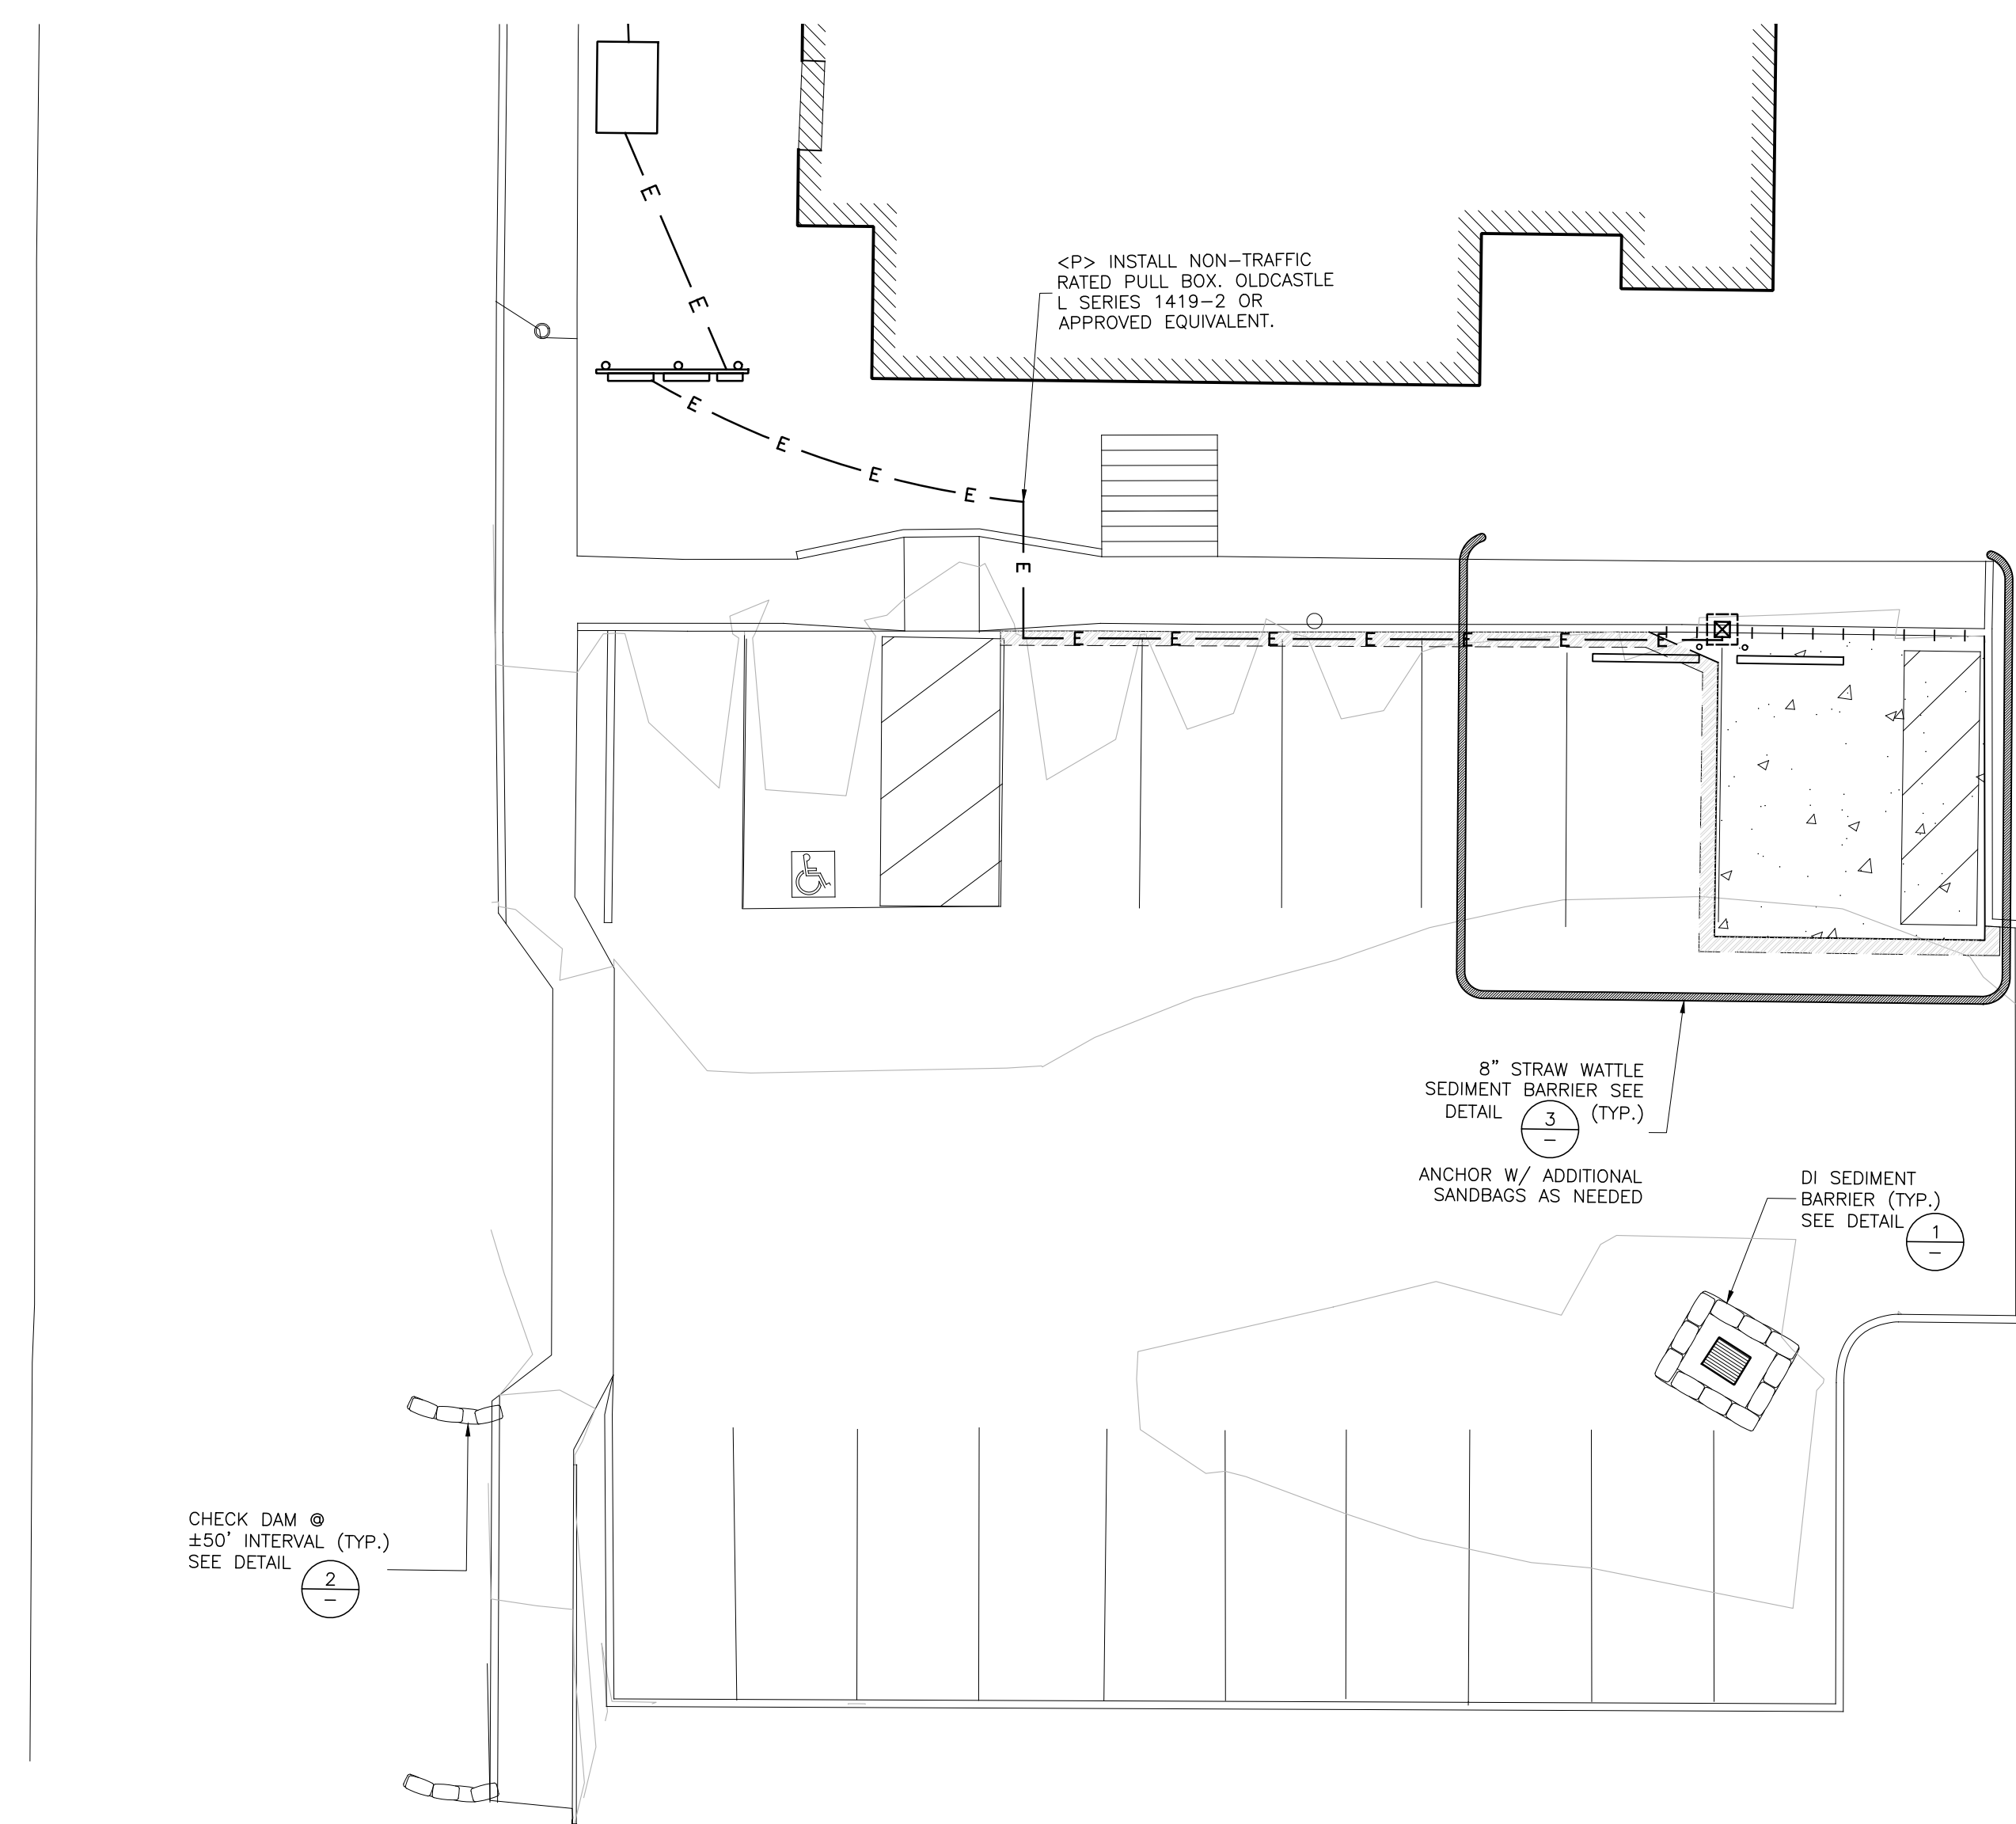 E
E
<P> INSTALL NON-TRAFFIC
RATED PULL BOX. OLDCASTLE
L SERIES 1419-2 OR
APPROVED EQUIVALENT.
E
E
E
E
E
E
E
E
E
E
E
E
8" STRAW WATTLE
SEDIMENT BARRIER SEE
DETAIL 3 (TYP.)
–
ANCHOR W/ ADDITIONAL
SANDBAGS AS NEEDED
DI SEDIMENT
BARRIER (TYP.)
SEE DETAIL 1
–
CHECK DAM @
±50' INTERVAL (TYP.)
SEE DETAIL 2
–